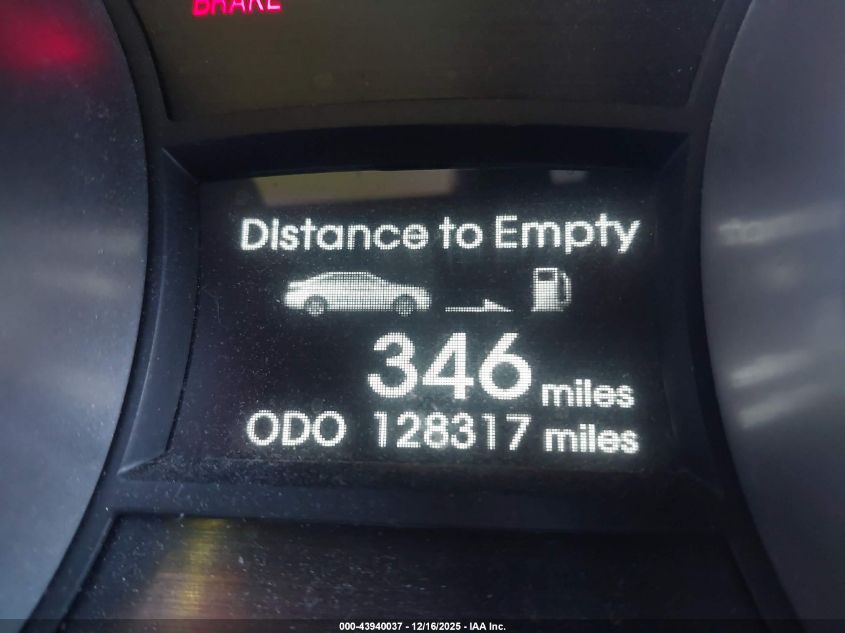 BRAKE
Distance to Empty
346 miles
ODO 128317 miles
000-43940037 - 12/16/2025 - IAA Inc.